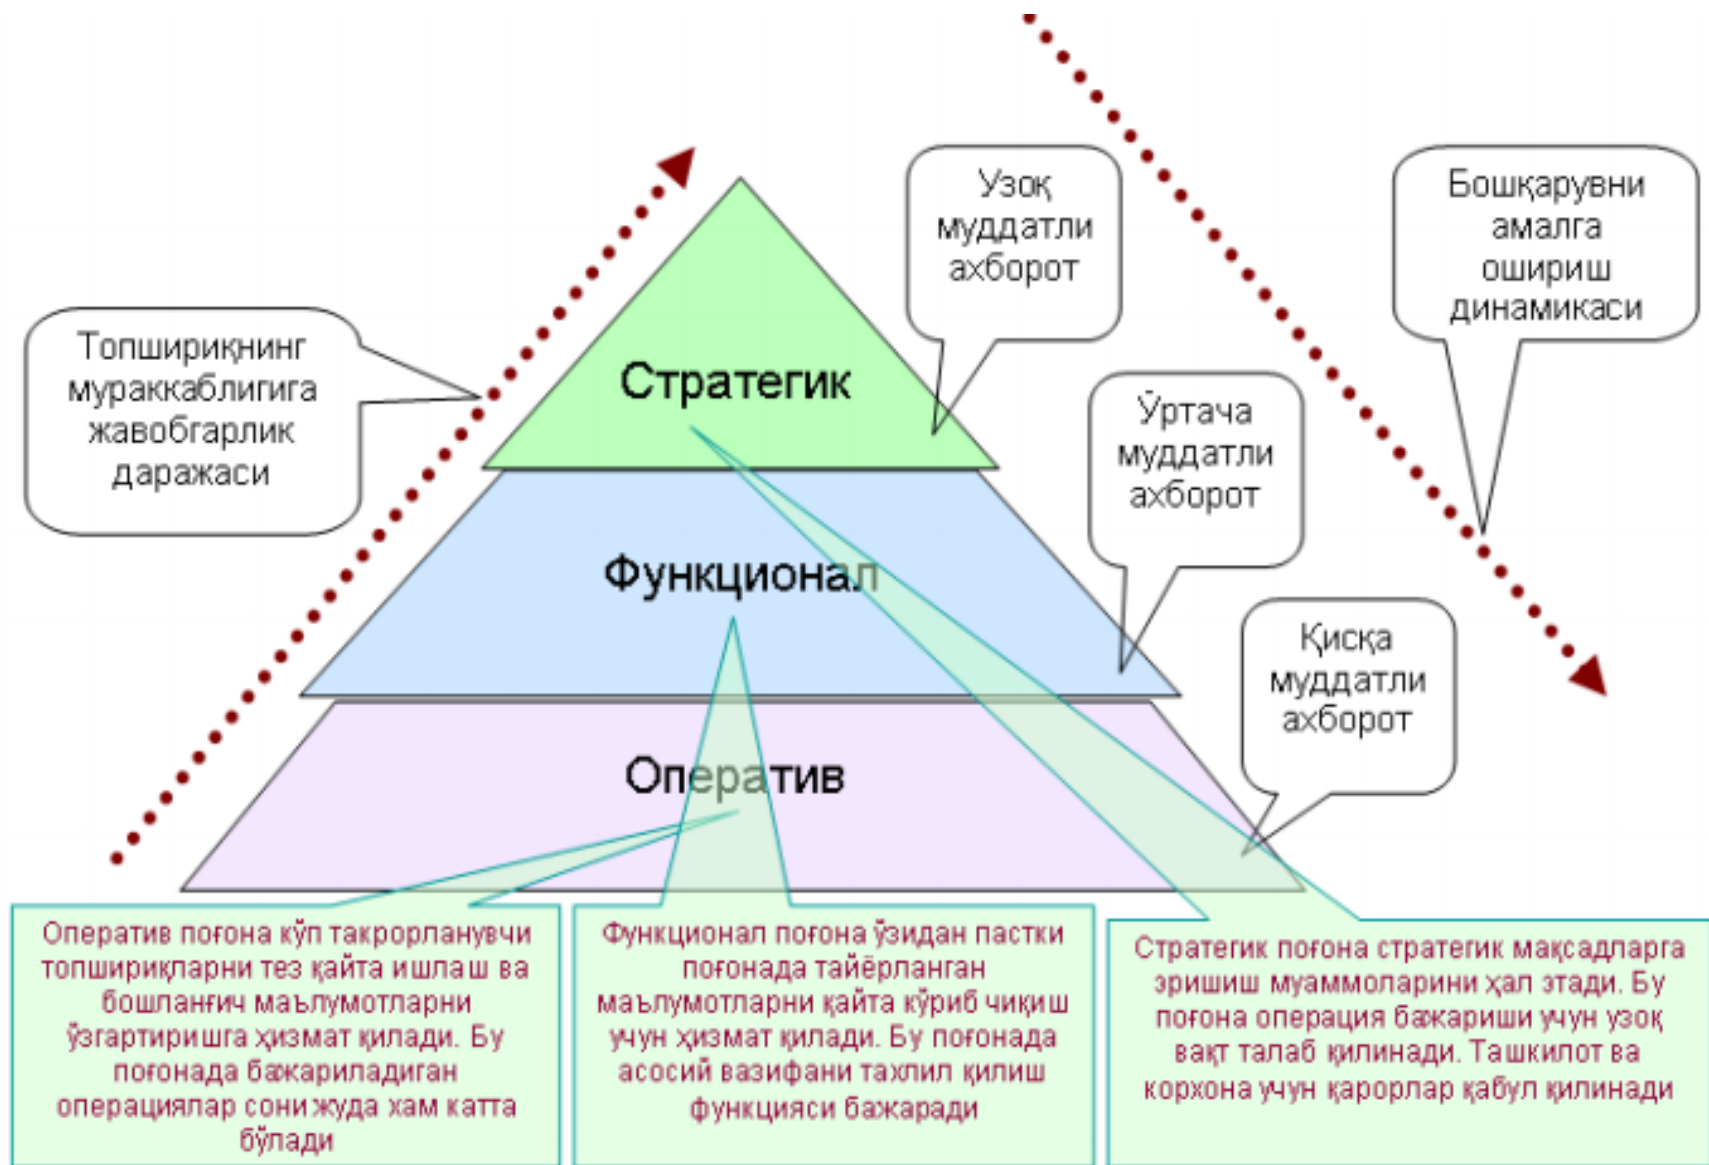 Узоқ
муддатли
ахборот
Бошқарувни
амалга
ошириш
динамикаси
Топшириқнинг
мураккаблигига
жавобгарлик
даражаси
Стратегик
Ўртача
муддатли
ахборот
Функционал
Қисқа
муддатли
ахборот
Оператив
Оператив поғона кўп такрорланувчи
топшириқларни тез қайта ишлаш ва
бошланғич маълумотларни
ўзгартиришга ҳизмат қилади. Бу
поғонада бажариладиган
операциялар сони жуда хам катта
бўлади
Функционал поғона ўзидан пастки
поғонада тайёрланган
маълумотларни қайта кўриб чиқиш
учун ҳизмат қилади. Бу поғонада
асосий вазифани тахлил қилиш
функцияси бажаради
Стратегик поғона стратегик мақсадларга
эришиш муаммоларини ҳал этади. Бу
поғона операция бажариши учун узоқ
вақт талаб қилинади. Ташкилот ва
корхона учун қарорлар қабул қилинади